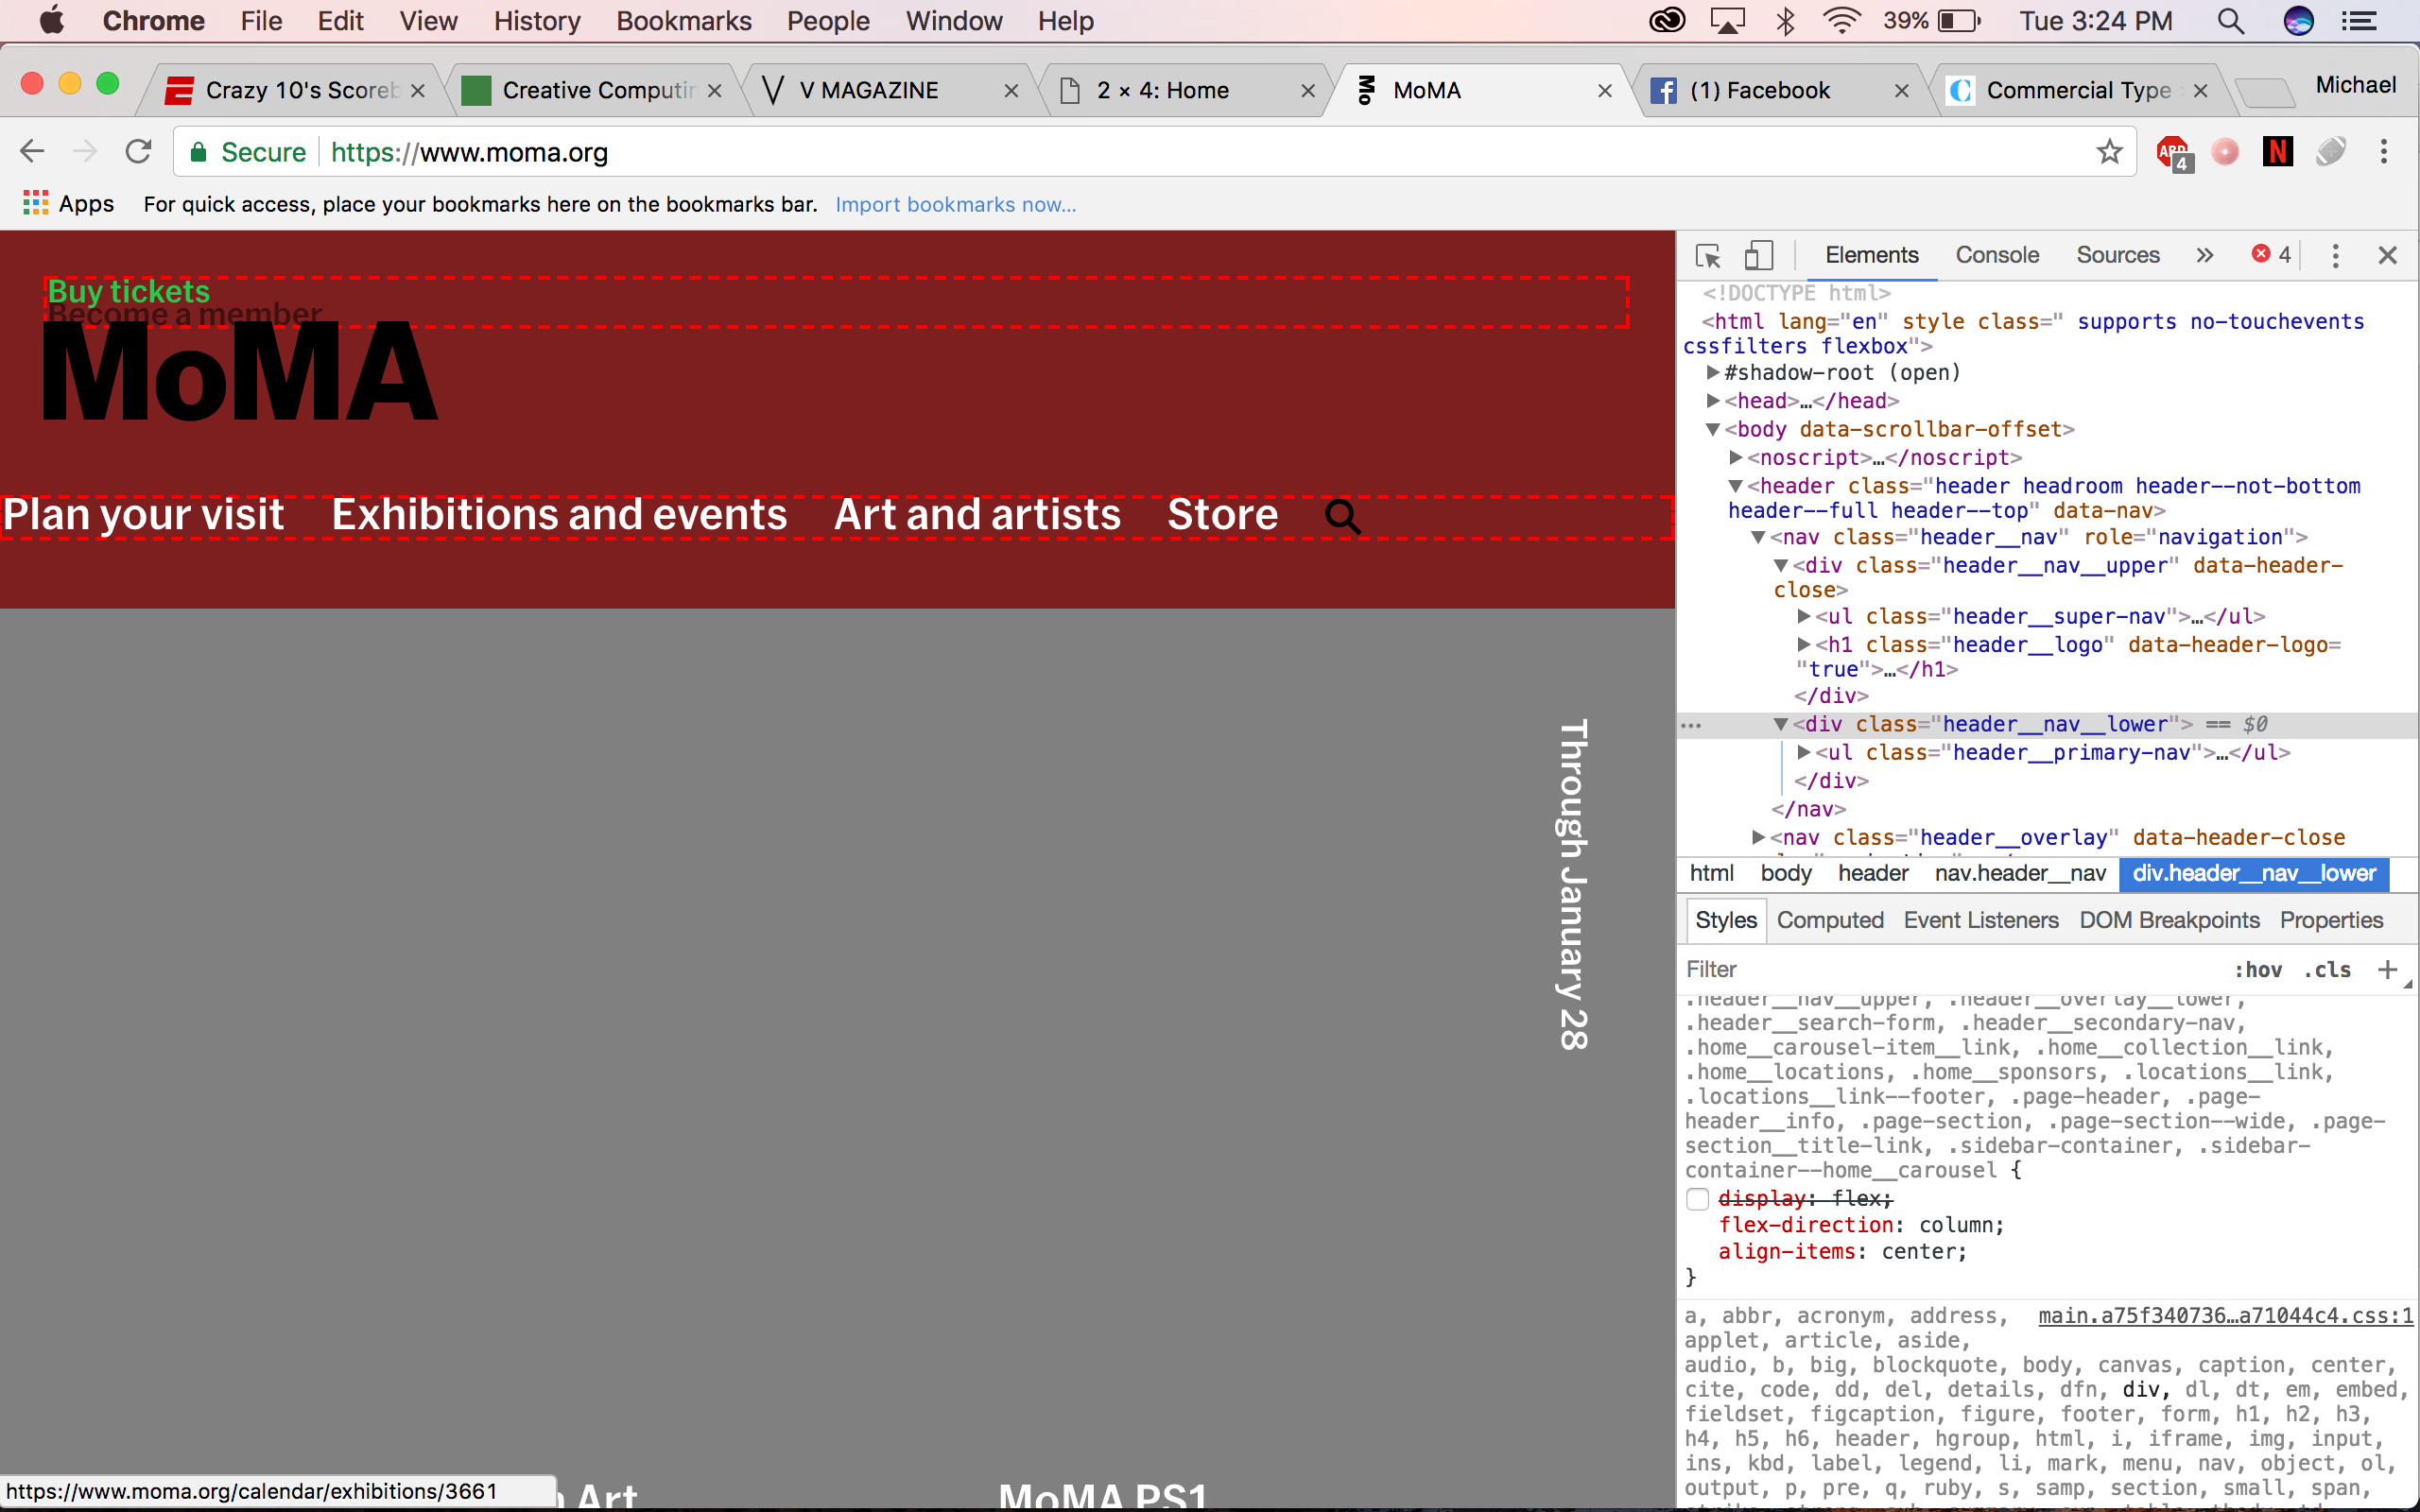 Chrome File Edit View History Bookmarks People Window Help 39% Tue 3:24 PM
Crazy 10's Scoreb Creative Computin V MAGAZINE 2 × 4: Home MoMA (1) Facebook Commercial Type Michael
Secure https://www.moma.org ABP 4 N
Apps For quick access, place your bookmarks here on the bookmarks bar. Import bookmarks now...
Buy tickets
Become a member
MoMA
Plan your visit Exhibitions and events Art and artists Store
Through January 28
Art MoMA PS1
https://www.moma.org/calendar/exhibitions/3661
Elements Console Sources » 4
<!DOCTYPE html>
<html lang="en" style class=" supports no-touchevents
cssfilters flexbox">
#shadow-root (open)
<head>…</head>
<body data-scrollbar-offset>
<noscript>…</noscript>
<header class="header headroom header--not-bottom
header--full header--top" data-nav>
<nav class="header__nav" role="navigation">
<div class="header__nav__upper" data-header-
close>
<ul class="header__super-nav">…</ul>
<h1 class="header__logo" data-header-logo=
"true">…</h1>
</div>
<div class="header__nav__lower"> == $0
<ul class="header__primary-nav">…</ul>
</div>
</nav>
<nav class="header__overlay" data-header-close
html body header nav.header__nav div.header__nav__lower
Styles Computed Event Listeners DOM Breakpoints Properties
Filter :hov .cls +
.header__nav__upper, .header__overlay__lower,
.header__search-form, .header__secondary-nav,
.home__carousel-item__link, .home__collection__link,
.home__locations, .home__sponsors, .locations__link,
.locations__link--footer, .page-header, .page-
header__info, .page-section, .page-section--wide, .page-
section__title-link, .sidebar-container, .sidebar-
container--home__carousel {
display: flex;
flex-direction: column;
align-items: center;
}
a, abbr, acronym, address, main.a75f340736…a71044c4.css:1
applet, article, aside,
audio, b, big, blockquote, body, canvas, caption, center,
cite, code, dd, del, details, dfn, div, dl, dt, em, embed,
fieldset, figcaption, figure, footer, form, h1, h2, h3,
h4, h5, h6, header, hgroup, html, i, iframe, img, input,
ins, kbd, label, legend, li, mark, menu, nav, object, ol,
output, p, pre, q, ruby, s, samp, section, small, span,